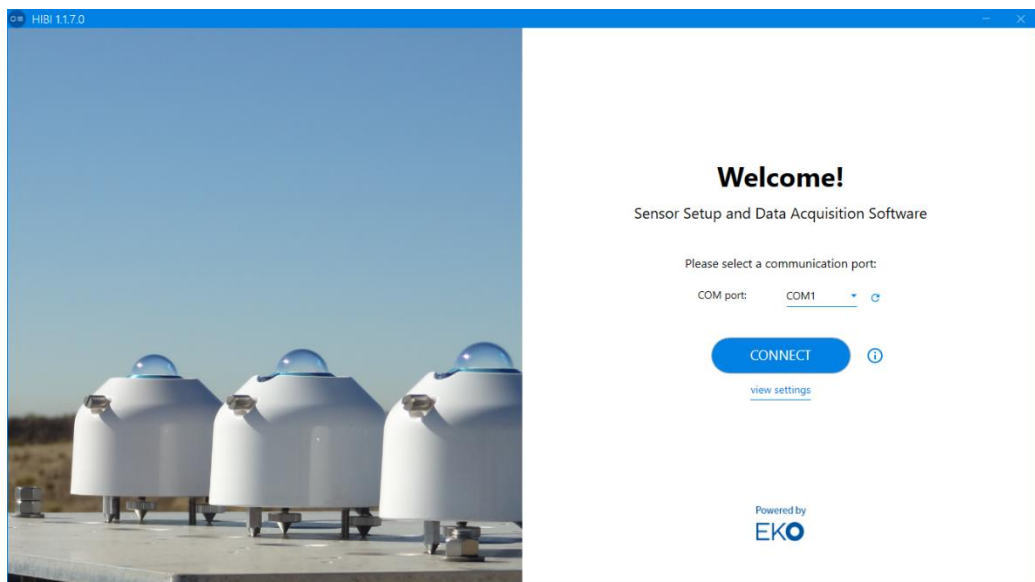 HIBI 1.1.7.0
Welcome!
Sensor Setup and Data Acquisition Software
Please select a communication port:
COM port: COM1
CONNECT
view settings
Powered by
EKO